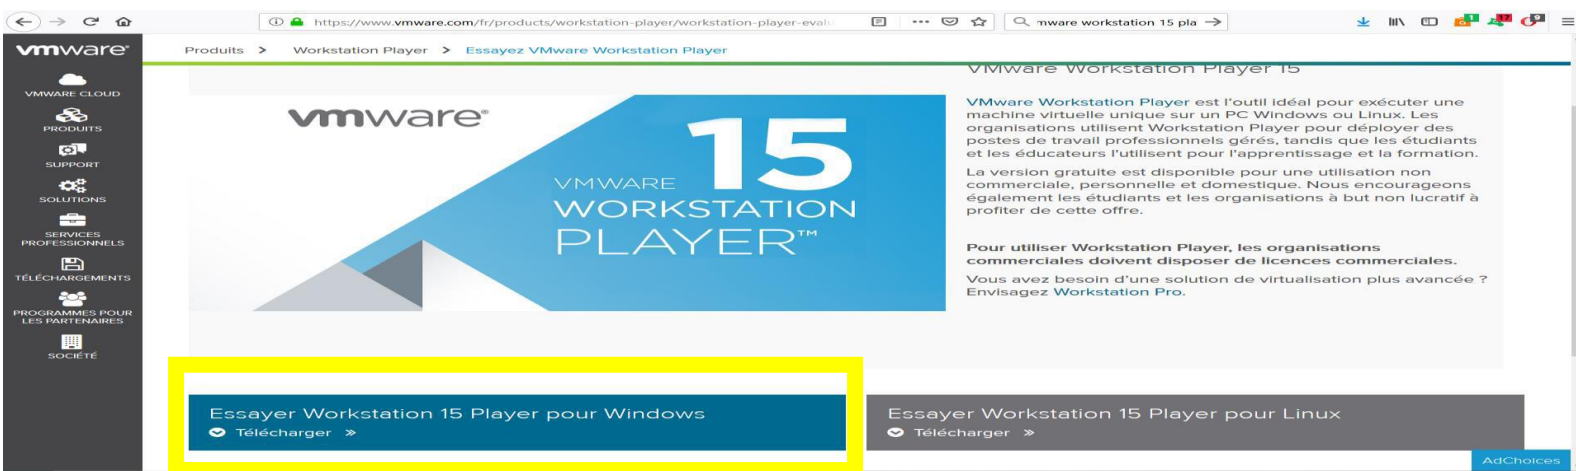 https://www.vmware.com/fr/products/workstation-player/workstation-player-evalu
mware workstation 15 pla
1
17
9
vmware®
Produits > Workstation Player > Essayez VMware Workstation Player
VMWARE CLOUD
PRODUITS
SUPPORT
SOLUTIONS
SERVICES
PROFESSIONNELS
TÉLÉCHARGEMENTS
PROGRAMMES POUR
LES PARTENAIRES
SOCIÉTÉ
vmware®
VMWARE 15
WORKSTATION
PLAYER™
VMware Workstation Player 15
VMware Workstation Player est l'outil idéal pour exécuter une
machine virtuelle unique sur un PC Windows ou Linux. Les
organisations utilisent Workstation Player pour déployer des
postes de travail professionnels gérés, tandis que les étudiants
et les éducateurs l'utilisent pour l'apprentissage et la formation.
La version gratuite est disponible pour une utilisation non
commerciale, personnelle et domestique. Nous encourageons
également les étudiants et les organisations à but non lucratif à
profiter de cette offre.
Pour utiliser Workstation Player, les organisations
commerciales doivent disposer de licences commerciales.
Vous avez besoin d'une solution de virtualisation plus avancée ?
Envisagez Workstation Pro.
Essayer Workstation 15 Player pour Windows
Télécharger »
Essayer Workstation 15 Player pour Linux
Télécharger »
AdChoices